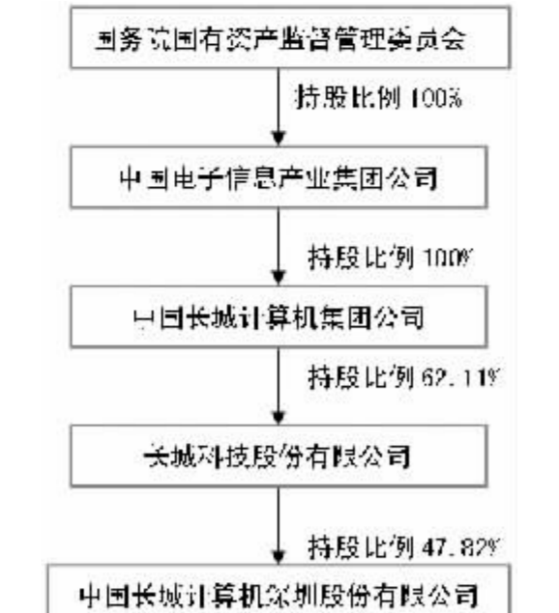 国务院国有资产监督管理委员会
持股比例 100%
中国电子信息产业集团公司
持股比例 100%
中国长城计算机集团公司
持股比例 62.11%
长城科技股份有限公司
持股比例 47.82%
中国长城计算机深圳股份有限公司